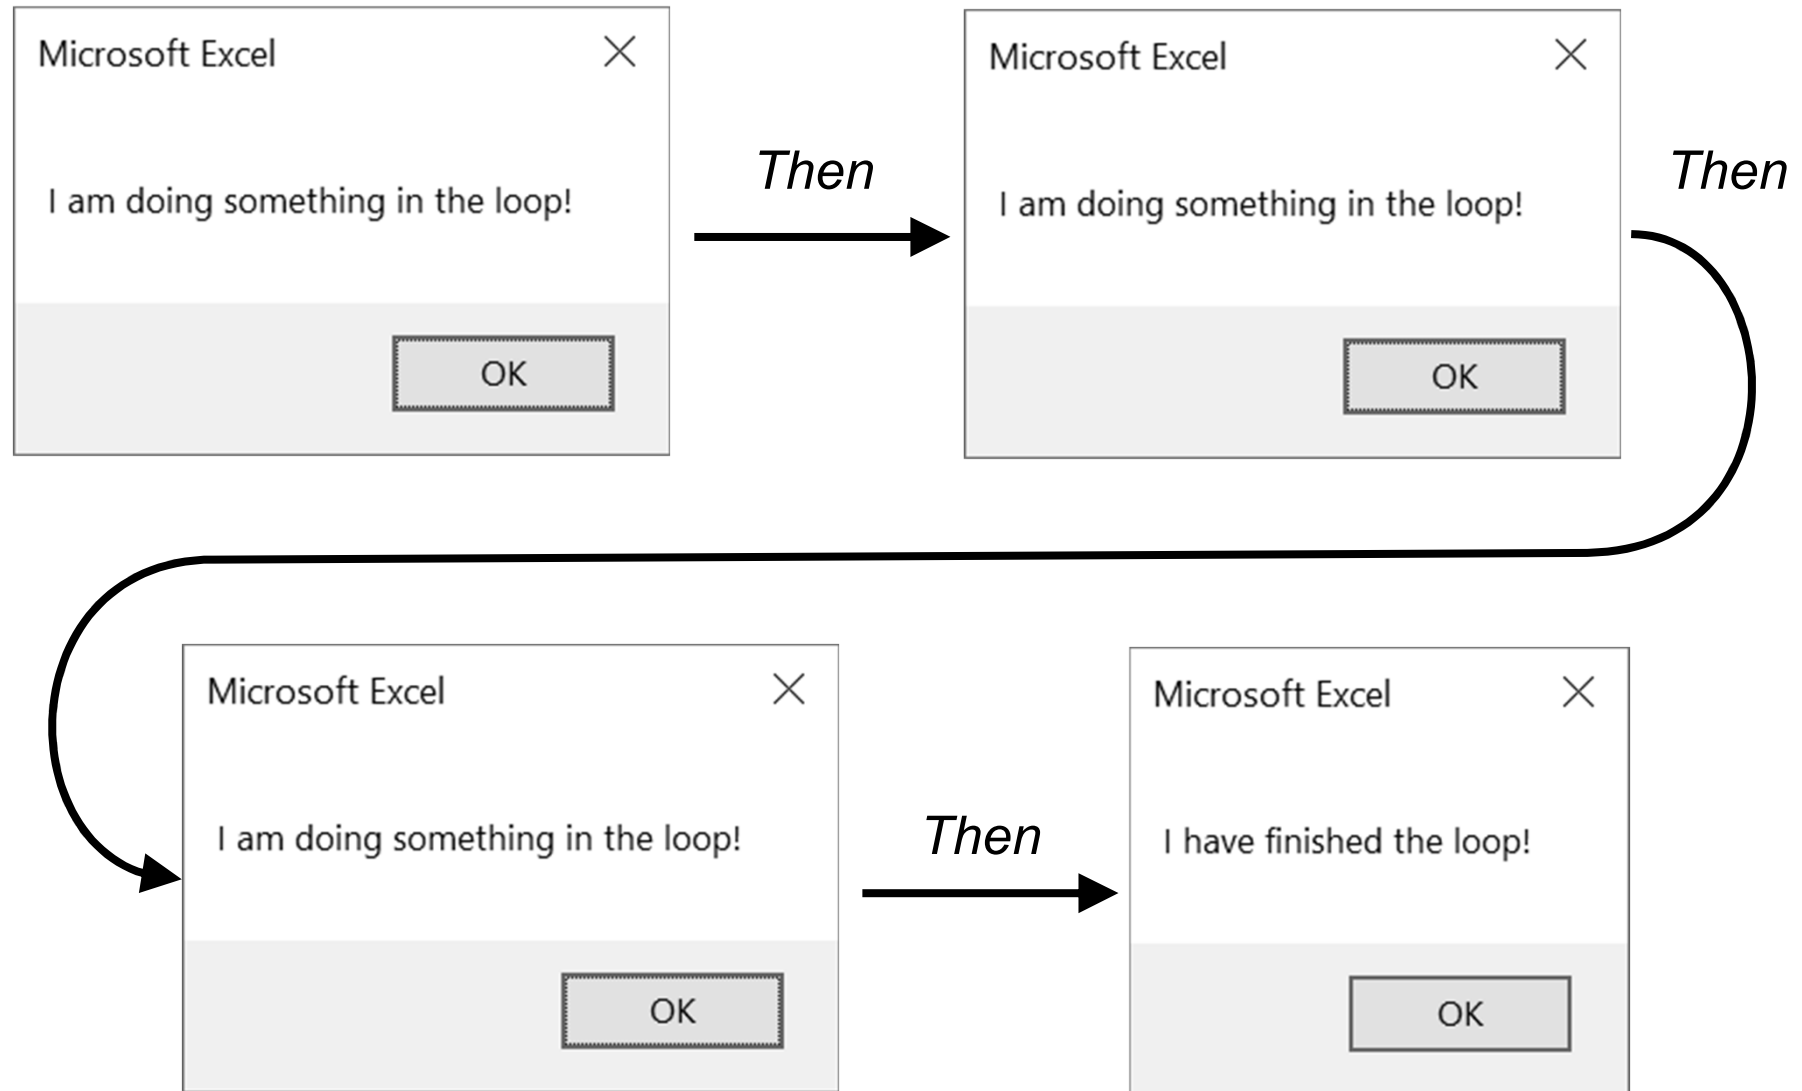 Microsoft Excel
I am doing something in the loop!
OK
Then
Microsoft Excel
I am doing something in the loop!
OK
Then
Microsoft Excel
I am doing something in the loop!
OK
Then
Microsoft Excel
I have finished the loop!
OK